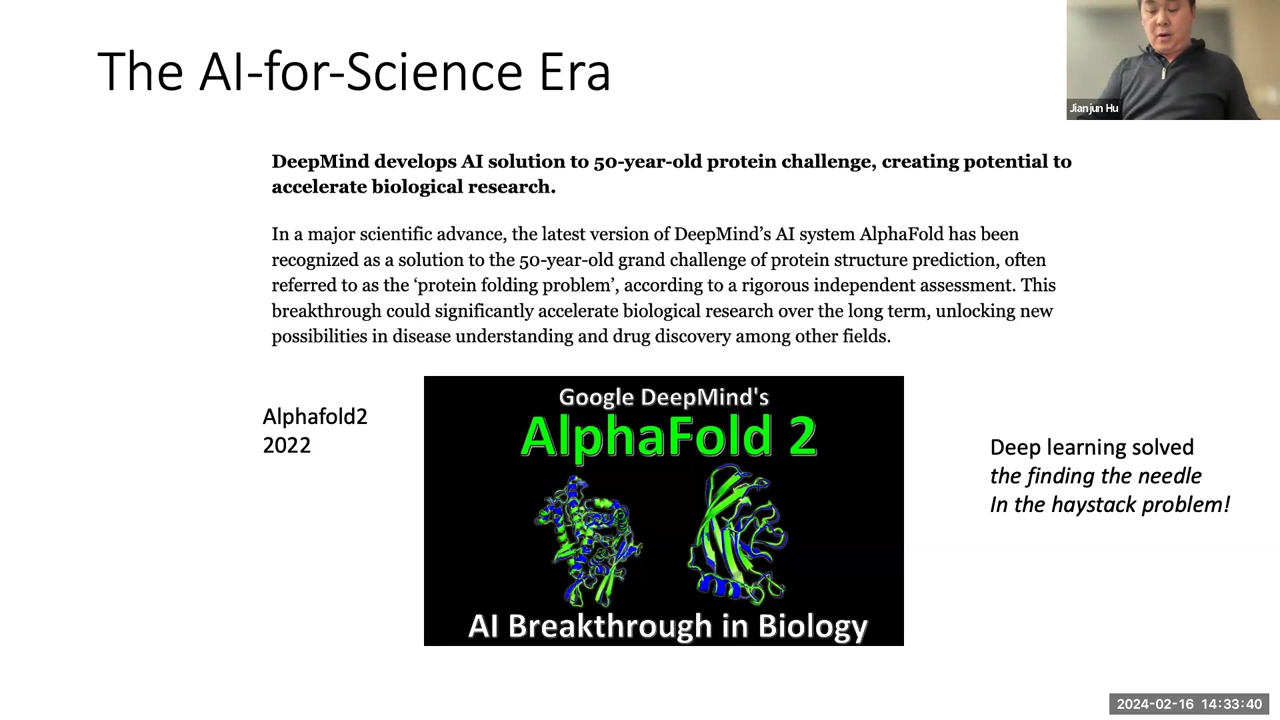 The AI-for-Science Era
Jianjun Hu
DeepMind develops AI solution to 50-year-old protein challenge, creating potential to
accelerate biological research.
In a major scientific advance, the latest version of DeepMind’s AI system AlphaFold has been
recognized as a solution to the 50-year-old grand challenge of protein structure prediction, often
referred to as the ‘protein folding problem’, according to a rigorous independent assessment. This
breakthrough could significantly accelerate biological research over the long term, unlocking new
possibilities in disease understanding and drug discovery among other fields.
Alphafold2
2022
Google DeepMind's
AlphaFold 2
AI Breakthrough in Biology
Deep learning solved
the finding the needle
In the haystack problem!
2024-02-16 14:33:40